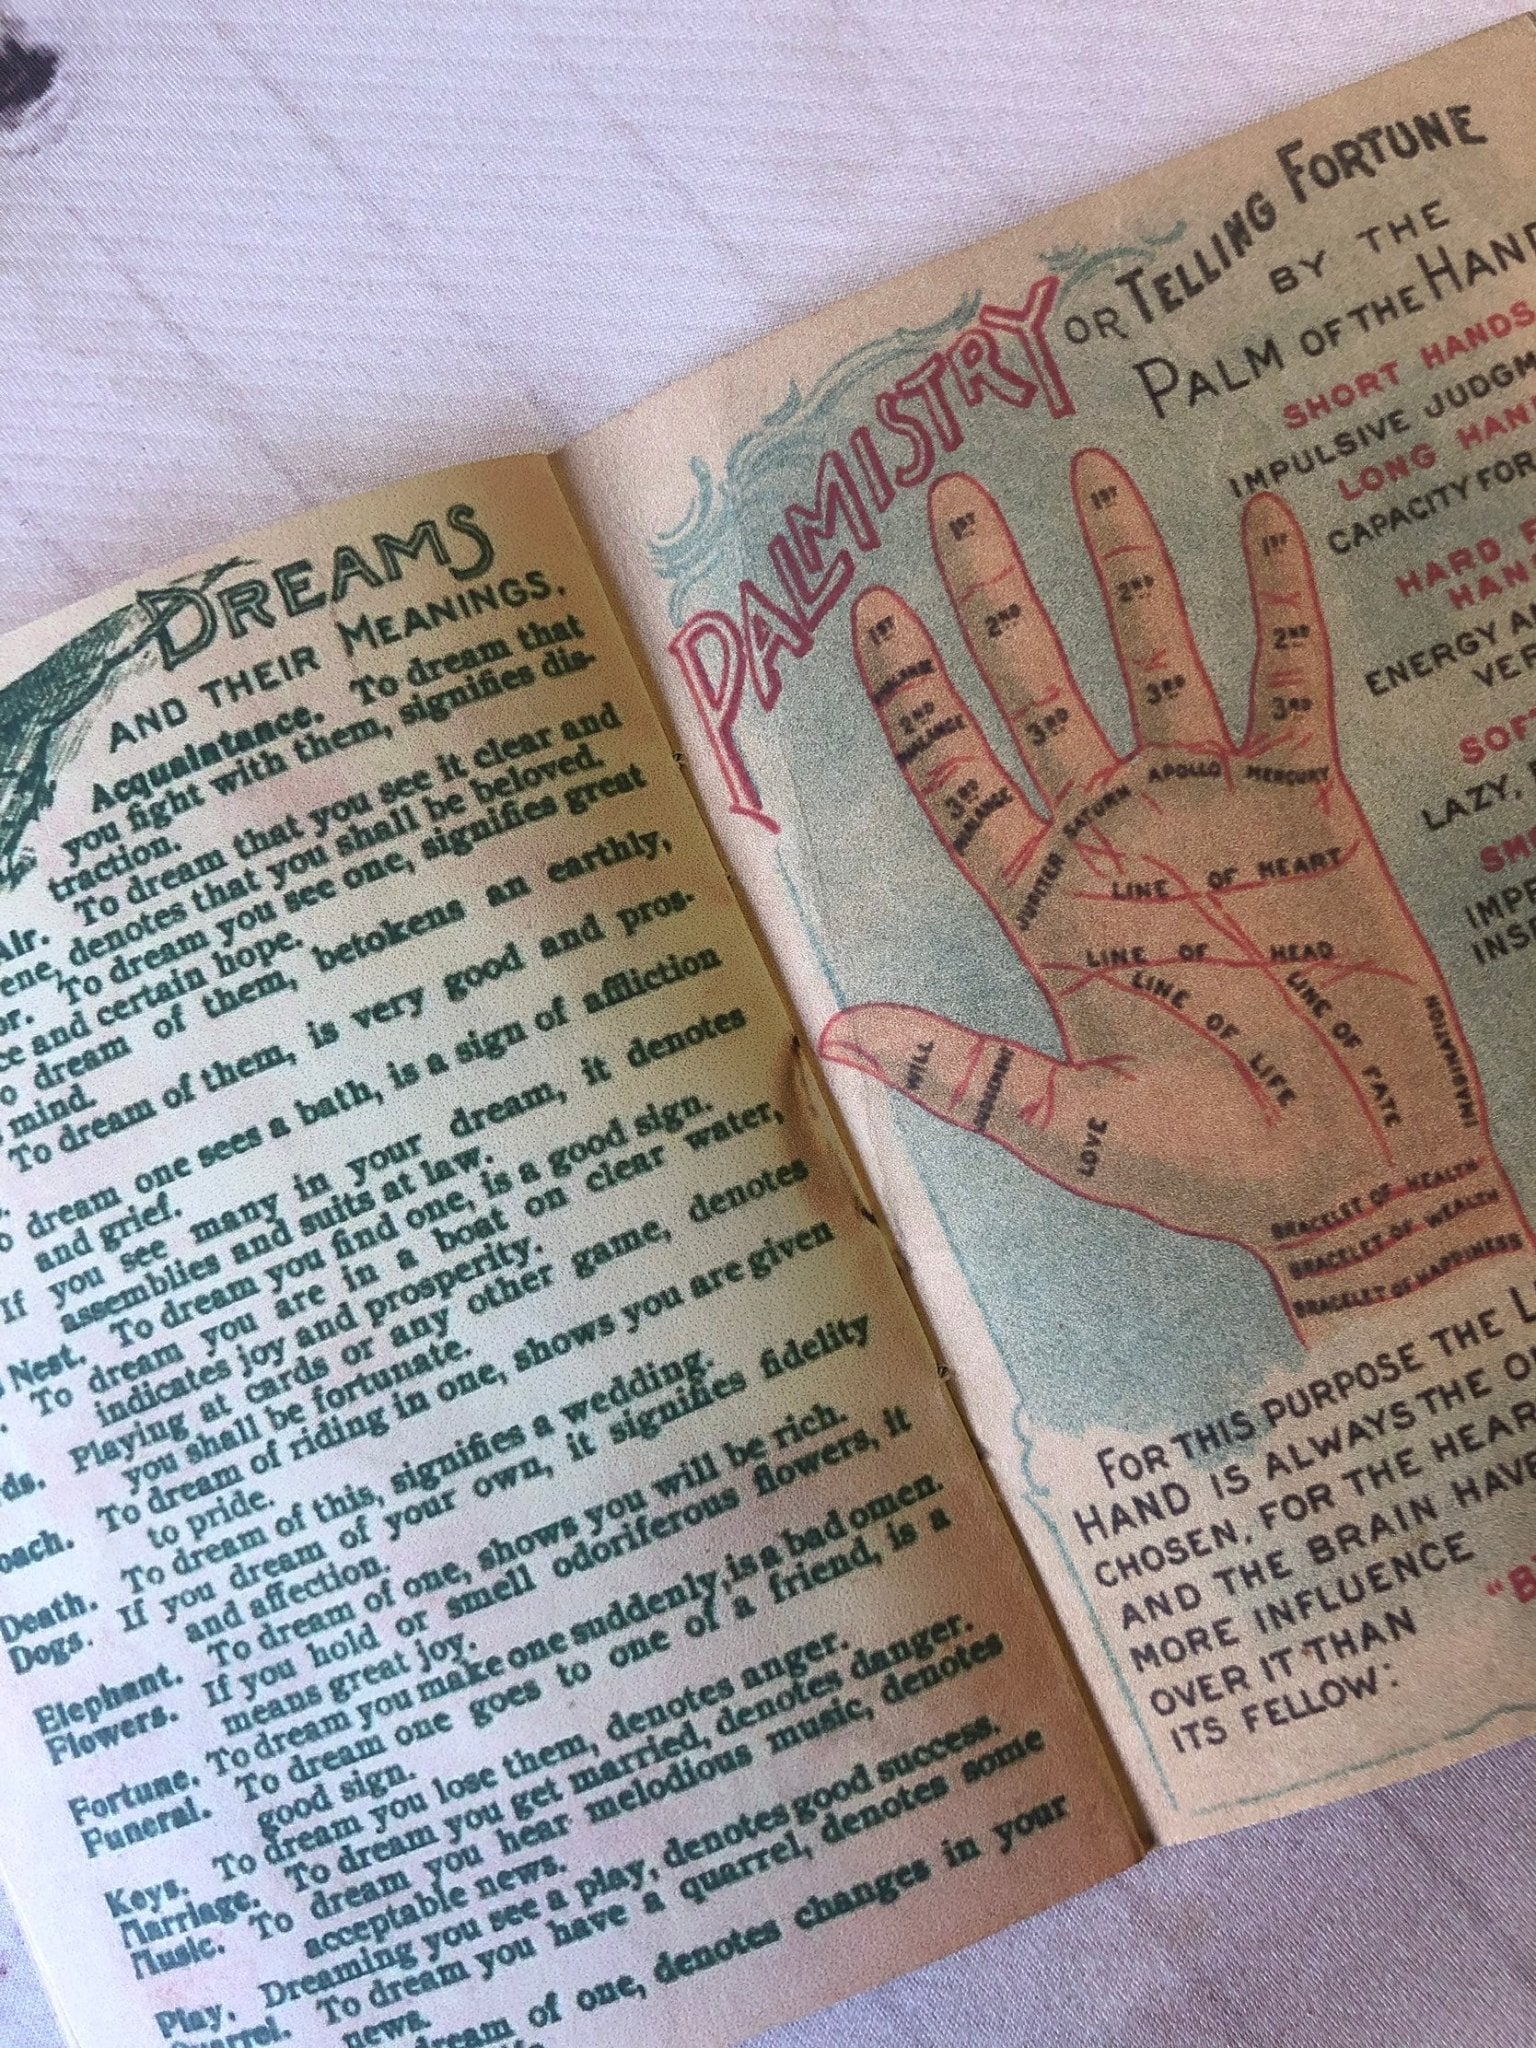 DREAMS
AND THEIR MEANINGS.
Acquaintance. To dream that
you fight with them, signifies dis-
traction.
Air. To dream that you see it clear and
ene, denotes that you shall be beloved.
or. To dream you see one, signifies great
ce and certain hope.
o dream of them, betokens an earthly,
mind.
To dream of them, is very good and pros-
o dream one sees a bath, is a sign of affliction
and grief.
If you see many in your dream, it denotes
assemblies and suits at law.
Nest. To dream you find one, is a good sign.
To dream you are in a boat on clear water,
indicates joy and prosperity.
rds. Playing at cards or any other game, denotes
you shall be fortunate.
oach. To dream of riding in one, shows you are given
to pride.
Death. To dream of this, signifies a wedding.
Dogs. If you dream of your own, it signifies fidelity
and affection.
Elephant. To dream of one, shows you will be rich.
Flowers. If you hold or smell odoriferous flowers, it
means great joy.
Fortune. To dream you make one suddenly, is a bad omen.
Funeral. To dream one goes to one of a friend, is a
good sign.
Keys. To dream you lose them, denotes anger.
Marriage. To dream you get married, denotes danger.
Music. To dream you hear melodious music, denotes
acceptable news.
Play. Dreaming you see a play, denotes good success.
Quarrel. To dream you have a quarrel, denotes some
news.
dream of one, denotes changes in your
PALMISTRY OR TELLING FORTUNE
BY THE
PALM OF THE HAND
SHORT HANDS
IMPULSIVE JUDGM
LONG HAN
CAPACITY FOR
HARD
HAN
ENERGY A
VER
SOFT
LAZY,
SM
IMP
INS
1ST
2ND
3RD
1ST
2ND
3RD
1ST
2ND
3RD
1ST
2ND
3RD
PHALANGE
PHALANGE
PHALANGE
JUPITER
SATURN
APOLLO
MERCURY
LINE OF HEART
LINE OF HEAD
LINE OF LIFE
LINE OF FATE
IMAGINATION
WILL
JUDGEMENT
LOVE
BRACELET OF HEALTH
BRACELET OF WEALTH
BRACELET OF HAPPINESS
FOR THIS PURPOSE THE L
HAND IS ALWAYS THE ON
CHOSEN, FOR THE HEAR
AND THE BRAIN HAVE
MORE INFLUENCE
OVER IT THAN
ITS FELLOW:
"B